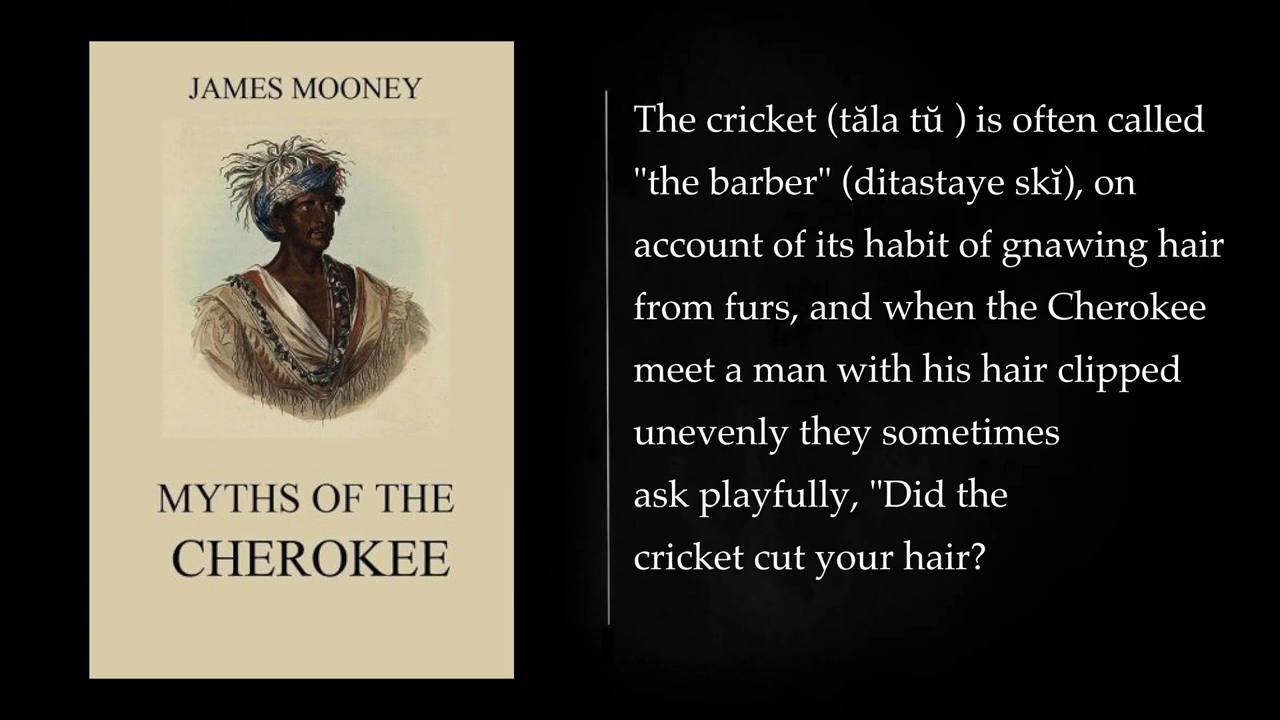 JAMES MOONEY
MYTHS OF THE
CHEROKEE
The cricket (tăla tŭ ) is often called
"the barber" (ditastaye skĭ), on
account of its habit of gnawing hair
from furs, and when the Cherokee
meet a man with his hair clipped
unevenly they sometimes
ask playfully, "Did the
cricket cut your hair?